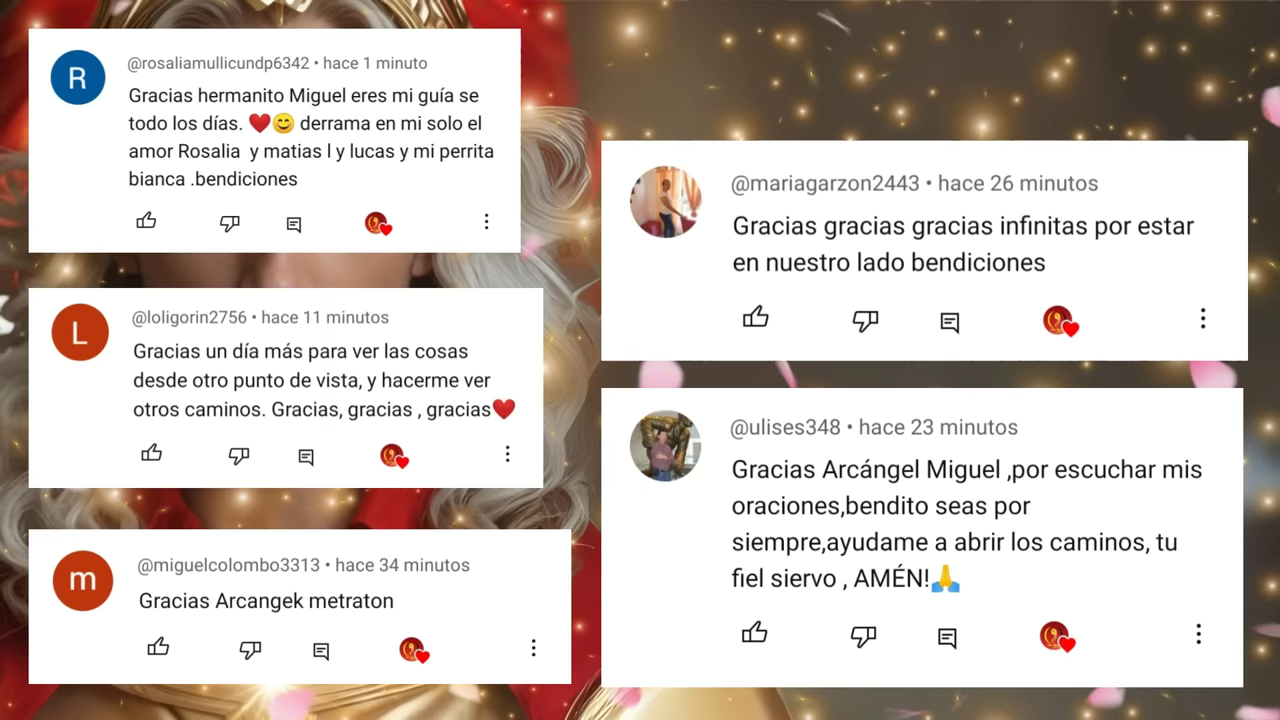 R
@rosaliamullicundp6342 • hace 1 minuto
Gracias hermanito Miguel eres mi guía se
todo los días. ❤️😊 derrama en mi solo el
amor Rosalia y matias l y lucas y mi perrita
bianca .bendiciones
L
@loligorin2756 • hace 11 minutos
Gracias un día más para ver las cosas
desde otro punto de vista, y hacerme ver
otros caminos. Gracias, gracias , gracias❤️
m
@miguelcolombo3313 • hace 34 minutos
Gracias Arcangek metraton
@mariagarzon2443 • hace 26 minutos
Gracias gracias gracias infinitas por estar
en nuestro lado bendiciones
@ulises348 • hace 23 minutos
Gracias Arcángel Miguel ,por escuchar mis
oraciones,bendito seas por
siempre,ayudame a abrir los caminos, tu
fiel siervo , AMÉN!🙏